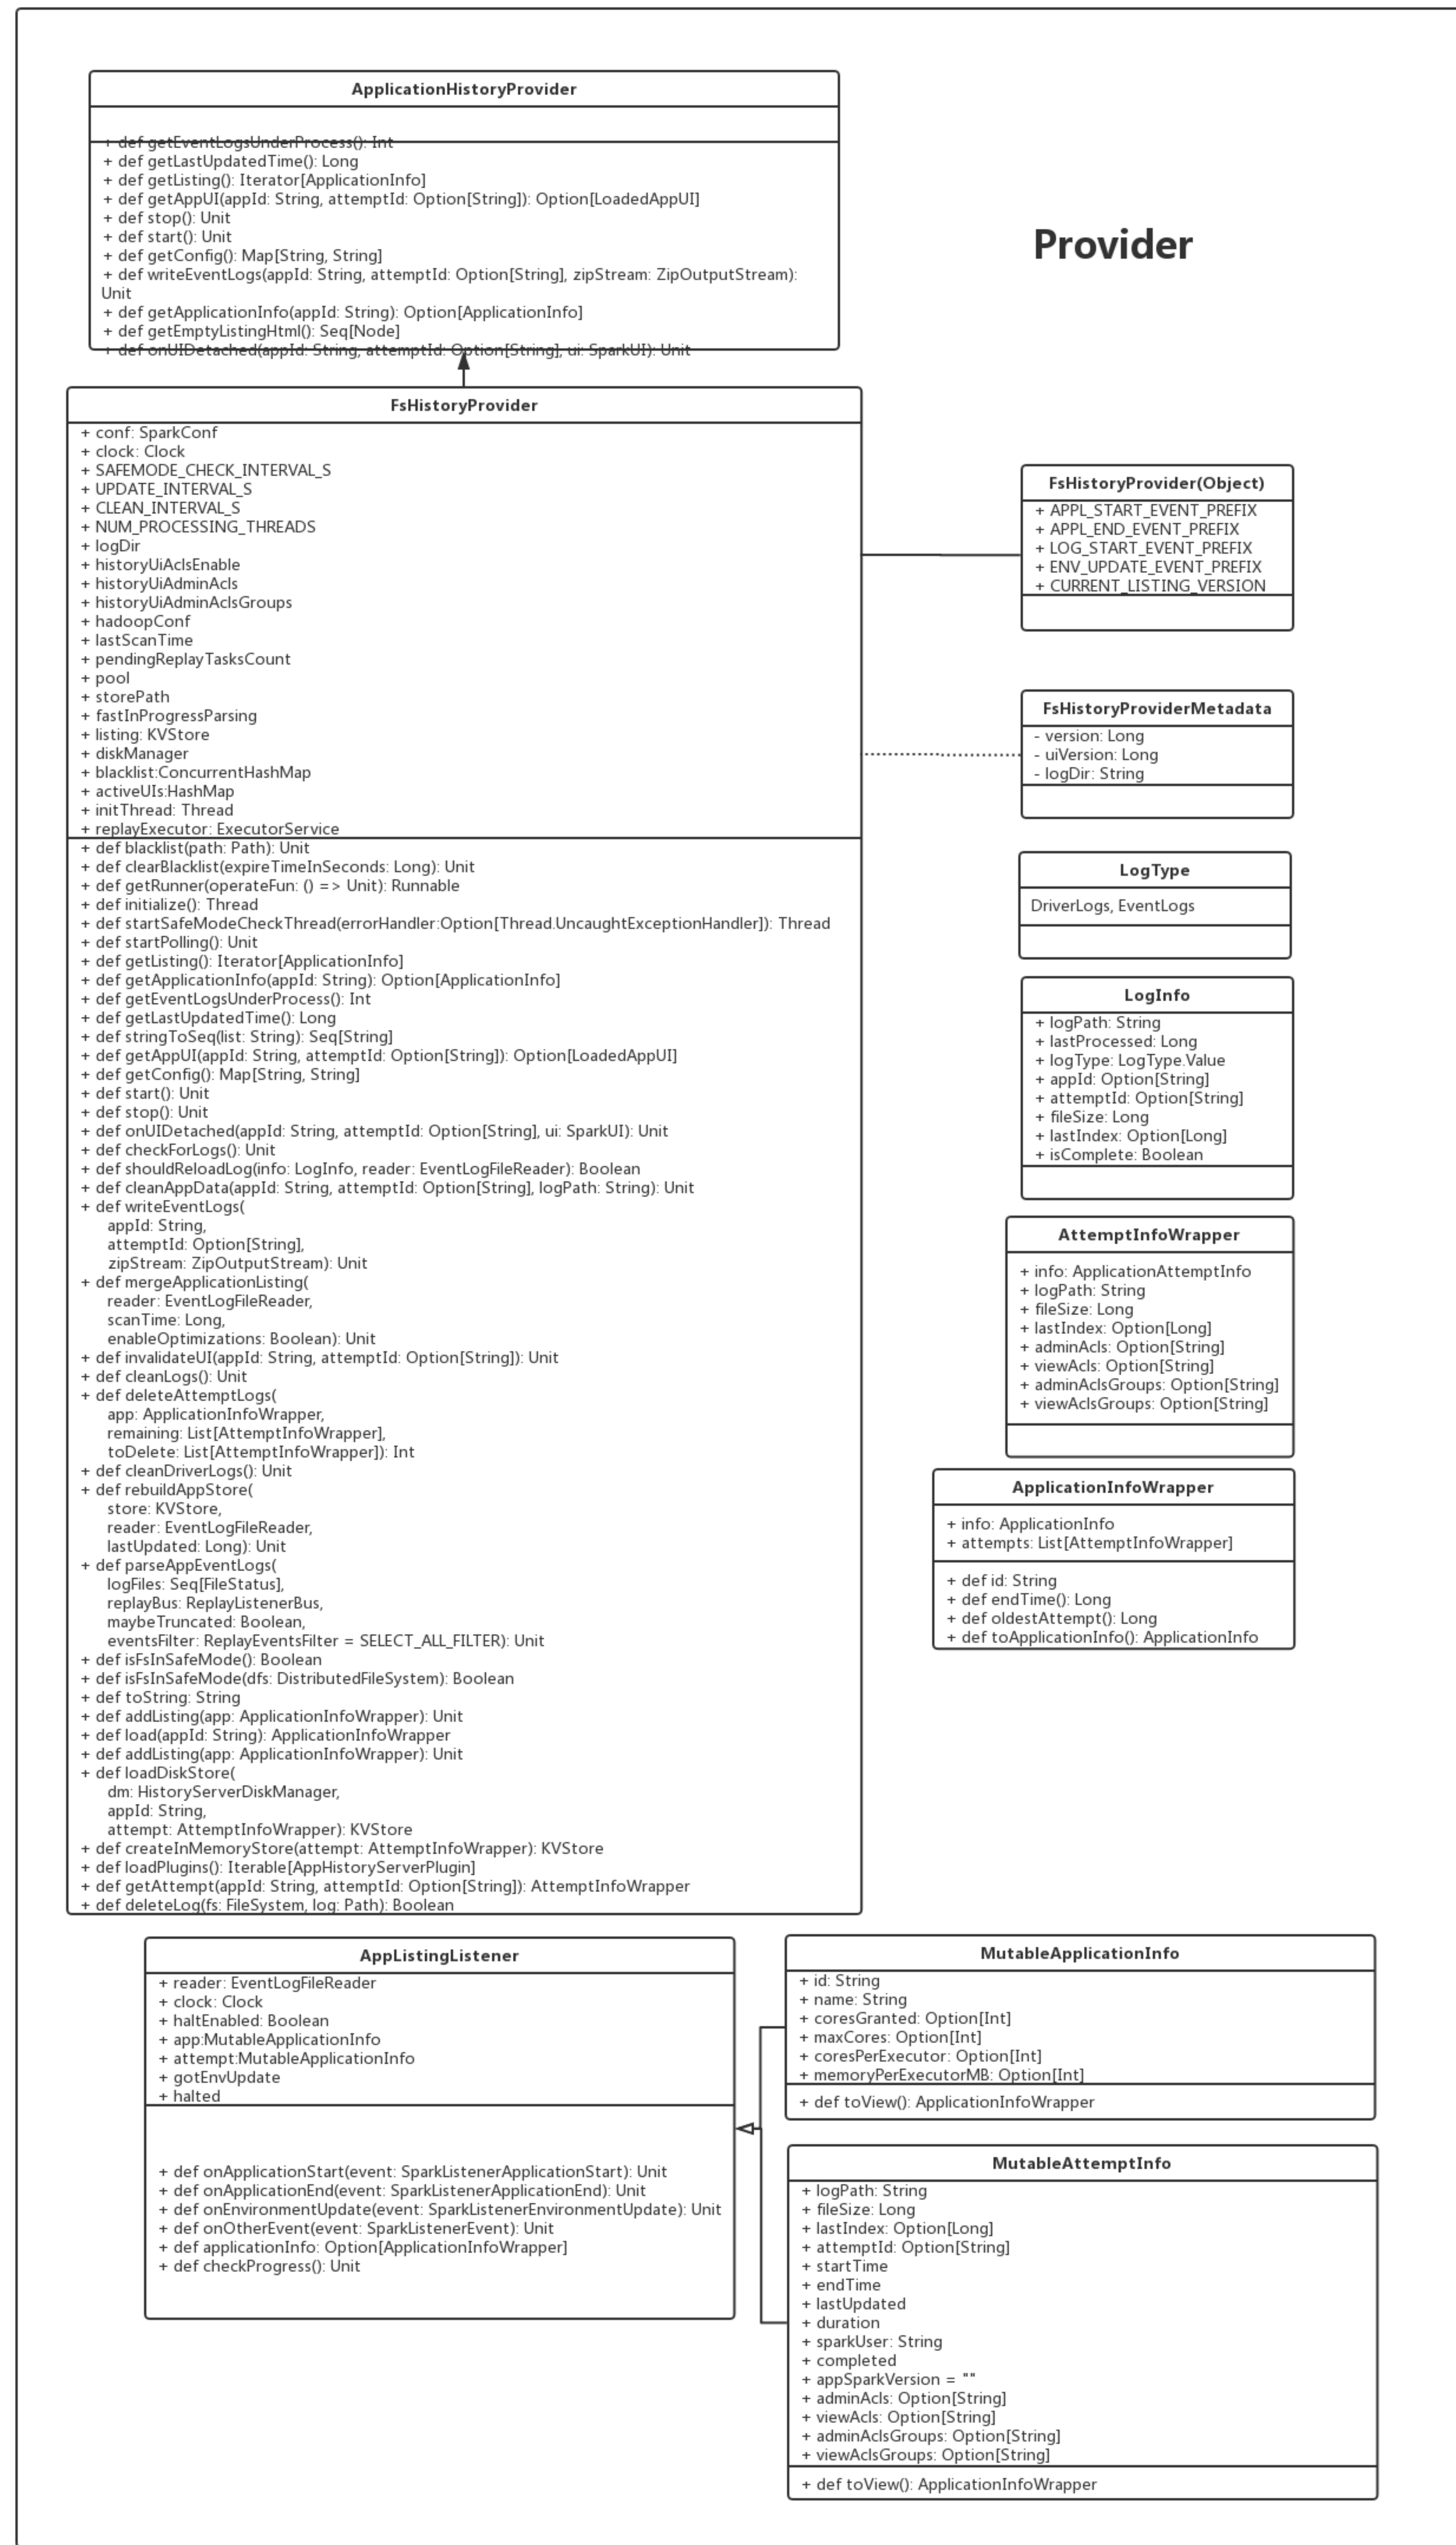 ApplicationHistoryProvider
+ def getEventLogsUnderProcess(): Int
+ def getLastUpdatedTime(): Long
+ def getListing(): Iterator[ApplicationInfo]
+ def getAppUI(appId: String, attemptId: Option[String]): Option[LoadedAppUI]
+ def stop(): Unit
+ def start(): Unit
+ def getConfig(): Map[String, String]
+ def writeEventLogs(appId: String, attemptId: Option[String], zipStream: ZipOutputStream):
Unit
+ def getApplicationInfo(appId: String): Option[ApplicationInfo]
+ def getEmptyListingHtml(): Seq[Node]
+ def onUIDetached(appId: String, attemptId: Option[String], ui: SparkUI): Unit
Provider
FsHistoryProvider
+ conf: SparkConf
+ clock: Clock
+ SAFEMODE_CHECK_INTERVAL_S
+ UPDATE_INTERVAL_S
+ CLEAN_INTERVAL_S
+ NUM_PROCESSING_THREADS
+ logDir
+ historyUiAclsEnable
+ historyUiAdminAcls
+ historyUiAdminAclsGroups
+ hadoopConf
+ lastScanTime
+ pendingReplayTasksCount
+ pool
+ storePath
+ fastInProgressParsing
+ listing: KVStore
+ diskManager
+ blacklist:ConcurrentHashMap
+ activeUIs:HashMap
+ initThread: Thread
+ replayExecutor: ExecutorService
+ def blacklist(path: Path): Unit
+ def clearBlacklist(expireTimeInSeconds: Long): Unit
+ def getRunner(operateFun: () => Unit): Runnable
+ def initialize(): Thread
+ def startSafeModeCheckThread(errorHandler:Option[Thread.UncaughtExceptionHandler]): Thread
+ def startPolling(): Unit
+ def getListing(): Iterator[ApplicationInfo]
+ def getApplicationInfo(appId: String): Option[ApplicationInfo]
+ def getEventLogsUnderProcess(): Int
+ def getLastUpdatedTime(): Long
+ def stringToSeq(list: String): Seq[String]
+ def getAppUI(appId: String, attemptId: Option[String]): Option[LoadedAppUI]
+ def getConfig(): Map[String, String]
+ def start(): Unit
+ def stop(): Unit
+ def onUIDetached(appId: String, attemptId: Option[String], ui: SparkUI): Unit
+ def checkForLogs(): Unit
+ def shouldReloadLog(info: LogInfo, reader: EventLogFileReader): Boolean
+ def cleanAppData(appId: String, attemptId: Option[String], logPath: String): Unit
+ def writeEventLogs(
appId: String,
attemptId: Option[String],
zipStream: ZipOutputStream): Unit
+ def mergeApplicationListing(
reader: EventLogFileReader,
scanTime: Long,
enableOptimizations: Boolean): Unit
+ def invalidateUI(appId: String, attemptId: Option[String]): Unit
+ def cleanLogs(): Unit
+ def deleteAttemptLogs(
app: ApplicationInfoWrapper,
remaining: List[AttemptInfoWrapper],
toDelete: List[AttemptInfoWrapper]): Int
+ def cleanDriverLogs(): Unit
+ def rebuildAppStore(
store: KVStore,
reader: EventLogFileReader,
lastUpdated: Long): Unit
+ def parseAppEventLogs(
logFiles: Seq[FileStatus],
replayBus: ReplayListenerBus,
maybeTruncated: Boolean,
eventsFilter: ReplayEventsFilter = SELECT_ALL_FILTER): Unit
+ def isFsInSafeMode(): Boolean
+ def isFsInSafeMode(dfs: DistributedFileSystem): Boolean
+ def toString: String
+ def addListing(app: ApplicationInfoWrapper): Unit
+ def load(appId: String): ApplicationInfoWrapper
+ def addListing(app: ApplicationInfoWrapper): Unit
+ def loadDiskStore(
dm: HistoryServerDiskManager,
appId: String,
attempt: AttemptInfoWrapper): KVStore
+ def createInMemoryStore(attempt: AttemptInfoWrapper): KVStore
+ def loadPlugins(): Iterable[AppHistoryServerPlugin]
+ def getAttempt(appId: String, attemptId: Option[String]): AttemptInfoWrapper
+ def deleteLog(fs: FileSystem, log: Path): Boolean
FsHistoryProvider(Object)
+ APPL_START_EVENT_PREFIX
+ APPL_END_EVENT_PREFIX
+ LOG_START_EVENT_PREFIX
+ ENV_UPDATE_EVENT_PREFIX
+ CURRENT_LISTING_VERSION
FsHistoryProviderMetadata
- version: Long
- uiVersion: Long
- logDir: String
LogType
DriverLogs, EventLogs
LogInfo
+ logPath: String
+ lastProcessed: Long
+ logType: LogType.Value
+ appId: Option[String]
+ attemptId: Option[String]
+ fileSize: Long
+ lastIndex: Option[Long]
+ isComplete: Boolean
AttemptInfoWrapper
+ info: ApplicationAttemptInfo
+ logPath: String
+ fileSize: Long
+ lastIndex: Option[Long]
+ adminAcls: Option[String]
+ viewAcls: Option[String]
+ adminAclsGroups: Option[String]
+ viewAclsGroups: Option[String]
ApplicationInfoWrapper
+ info: ApplicationInfo
+ attempts: List[AttemptInfoWrapper]
+ def id: String
+ def endTime(): Long
+ def oldestAttempt(): Long
+ def toApplicationInfo(): ApplicationInfo
AppListingListener
+ reader: EventLogFileReader
+ clock: Clock
+ haltEnabled: Boolean
+ app:MutableApplicationInfo
+ attempt:MutableApplicationInfo
+ gotEnvUpdate
+ halted
+ def onApplicationStart(event: SparkListenerApplicationStart): Unit
+ def onApplicationEnd(event: SparkListenerApplicationEnd): Unit
+ def onEnvironmentUpdate(event: SparkListenerEnvironmentUpdate): Unit
+ def onOtherEvent(event: SparkListenerEvent): Unit
+ def applicationInfo: Option[ApplicationInfoWrapper]
+ def checkProgress(): Unit
MutableApplicationInfo
+ id: String
+ name: String
+ coresGranted: Option[Int]
+ maxCores: Option[Int]
+ coresPerExecutor: Option[Int]
+ memoryPerExecutorMB: Option[Int]
+ def toView(): ApplicationInfoWrapper
MutableAttemptInfo
+ logPath: String
+ fileSize: Long
+ lastIndex: Option[Long]
+ attemptId: Option[String]
+ startTime
+ endTime
+ lastUpdated
+ duration
+ sparkUser: String
+ completed
+ appSparkVersion = ""
+ adminAcls: Option[String]
+ viewAcls: Option[String]
+ adminAclsGroups: Option[String]
+ viewAclsGroups: Option[String]
+ def toView(): ApplicationInfoWrapper